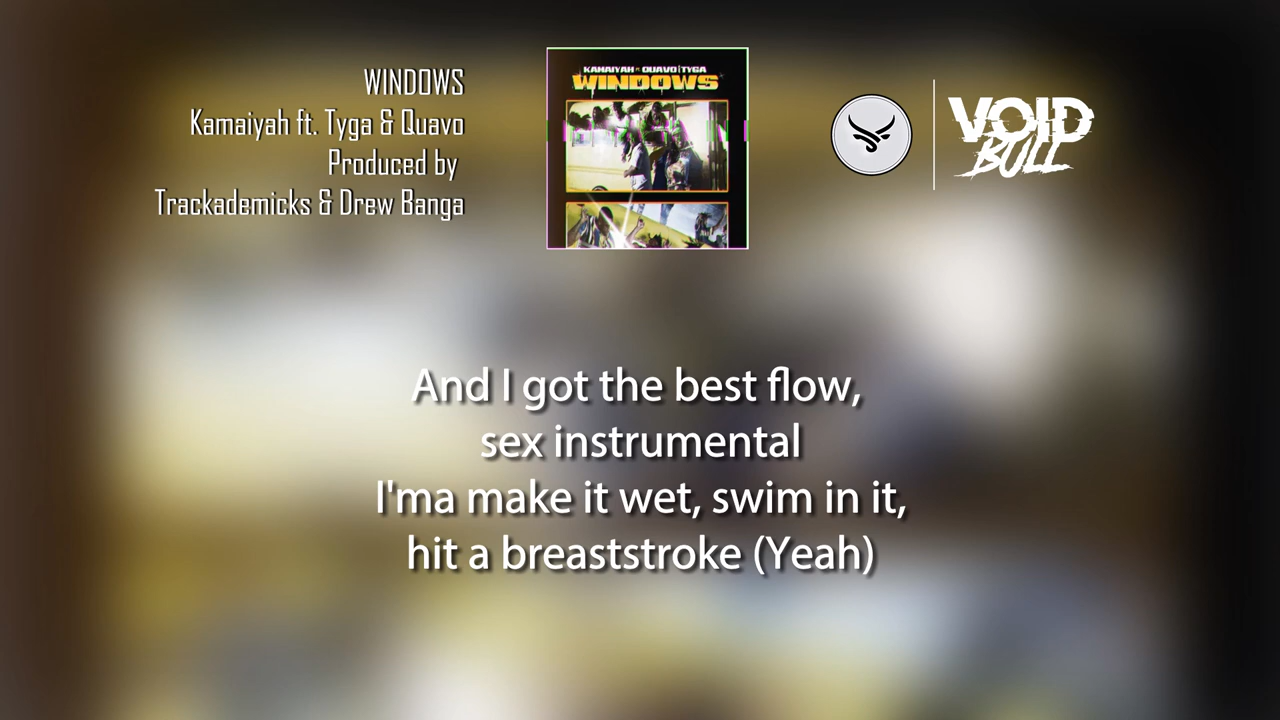 WINDOWS
Kamaiyah ft. Tyga & Quavo
Produced by
Trackademicks & Drew Banga
KAMAIYAH FT. QUAVO | TYGA
WINDOWS
VOID
BULL
And I got the best flow,
sex instrumental
I'ma make it wet, swim in it,
hit a breaststroke (Yeah)